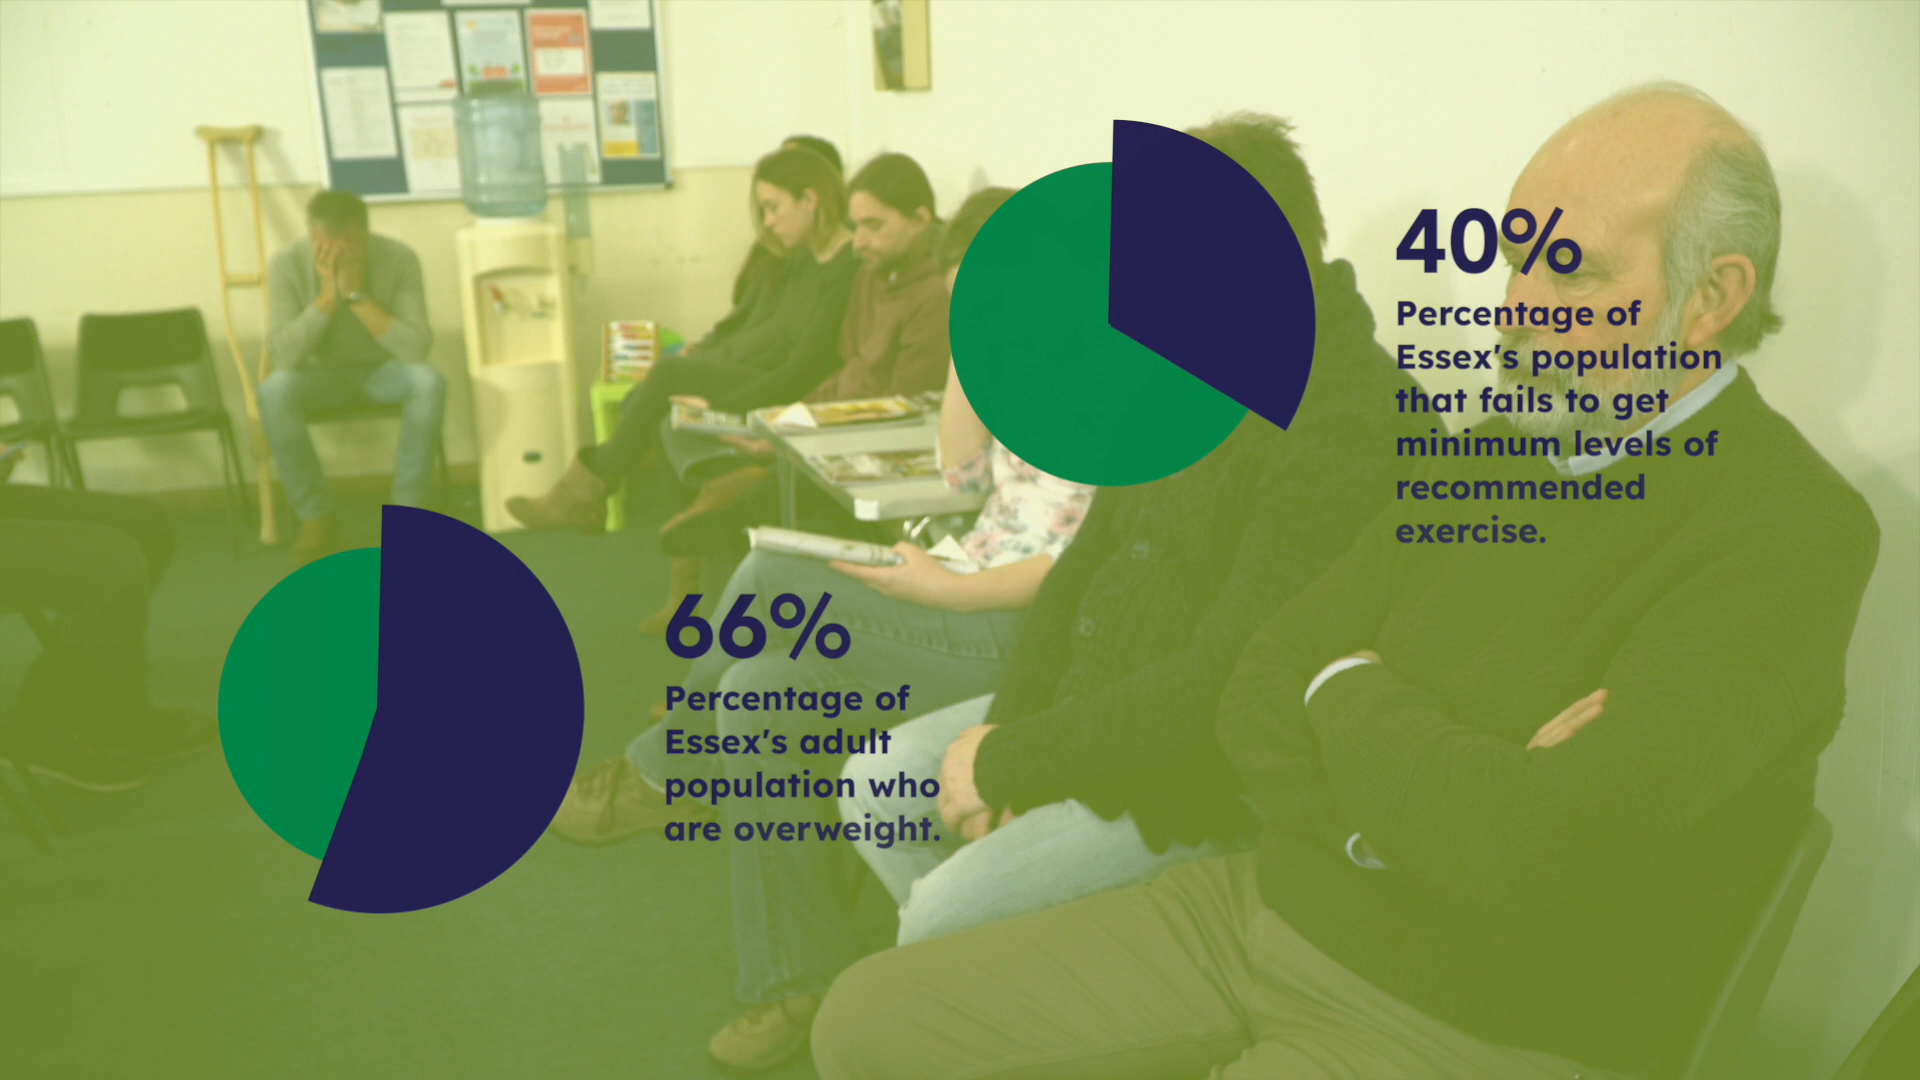 40%
Percentage of
Essex's population
that fails to get
minimum levels of
recommended
exercise.
66%
Percentage of
Essex's adult
population who
are overweight.